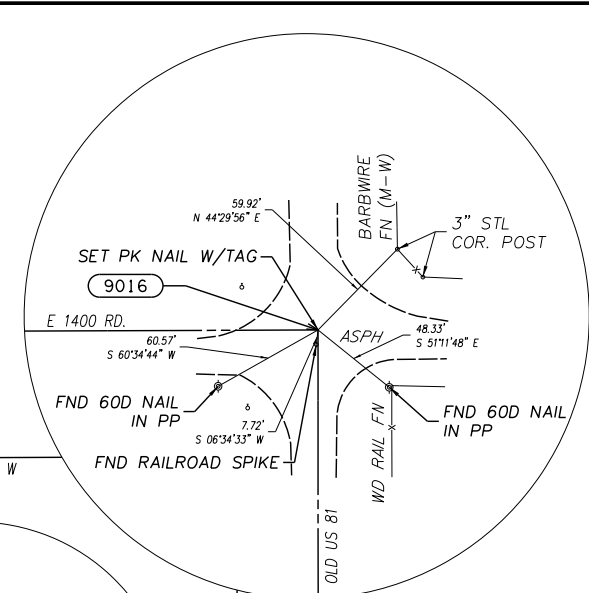 59.92'
N 44°29'56" E
BARBWIRE
FN (M-W)
3" STL
COR. POST
SET PK NAIL W/TAG
9016
E 1400 RD.
ASPH
60.57'
S 60°34'44" W
48.33'
S 51°11'48" E
FND 60D NAIL
IN PP
7.72'
S 06°34'33" W
FND RAILROAD SPIKE
WD RAIL FN
FND 60D NAIL
IN PP
W
OLD US 81